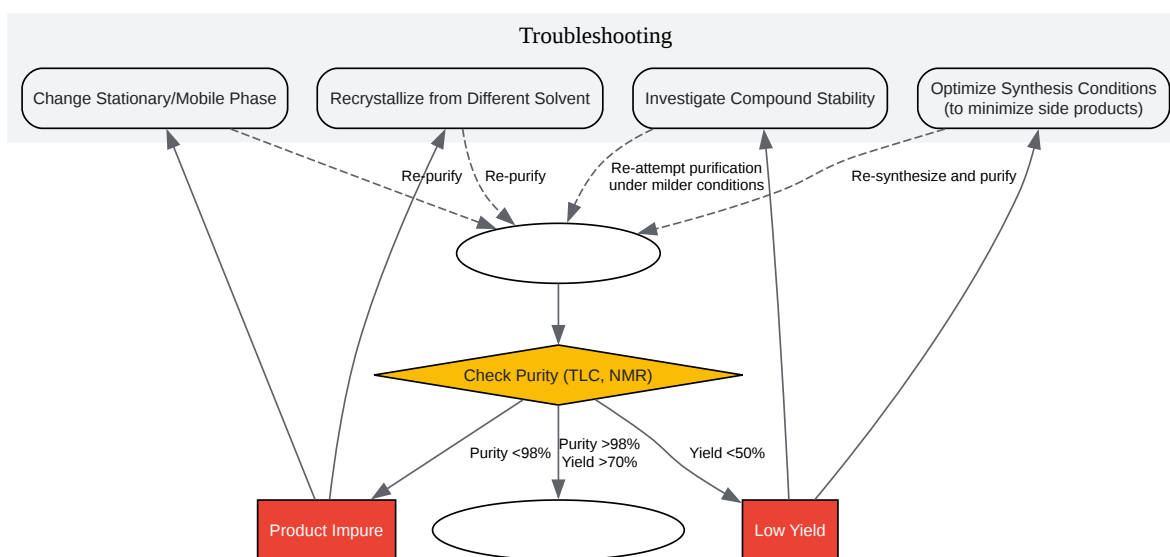 Troubleshooting
Change Stationary/Mobile Phase
Recrystallize from Different Solvent
Investigate Compound Stability
Optimize Synthesis Conditions
(to minimize side products)
Re-purify
Re-purify
Re-attempt purification
under milder conditions
Re-synthesize and purify
Check Purity (TLC, NMR)
Purity <98%
Purity >98%
Yield >70%
Yield <50%
Product Impure
Low Yield